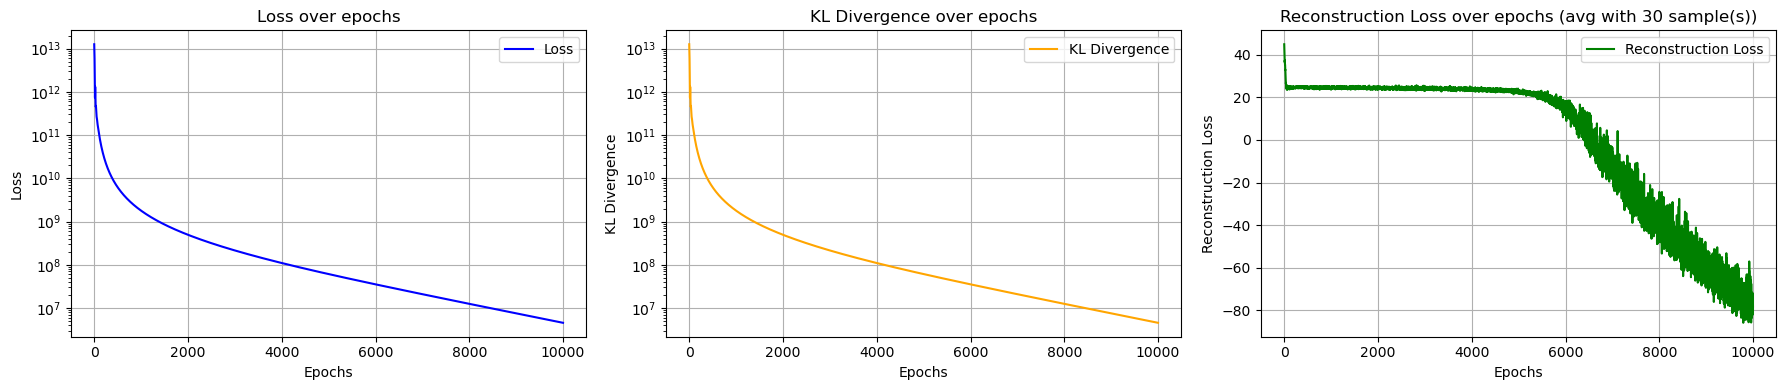 Loss over epochs
Loss
10^13
10^12
10^11
10^10
10^9
10^8
10^7
Loss
0 2000 4000 6000 8000 10000
Epochs
KL Divergence over epochs
KL Divergence
10^13
10^12
10^11
10^10
10^9
10^8
10^7
KL Divergence
0 2000 4000 6000 8000 10000
Epochs
Reconstruction Loss over epochs (avg with 30 sample(s))
Reconstruction Loss
40
20
0
−20
−40
−60
−80
Reconstruction Loss
0 2000 4000 6000 8000 10000
Epochs